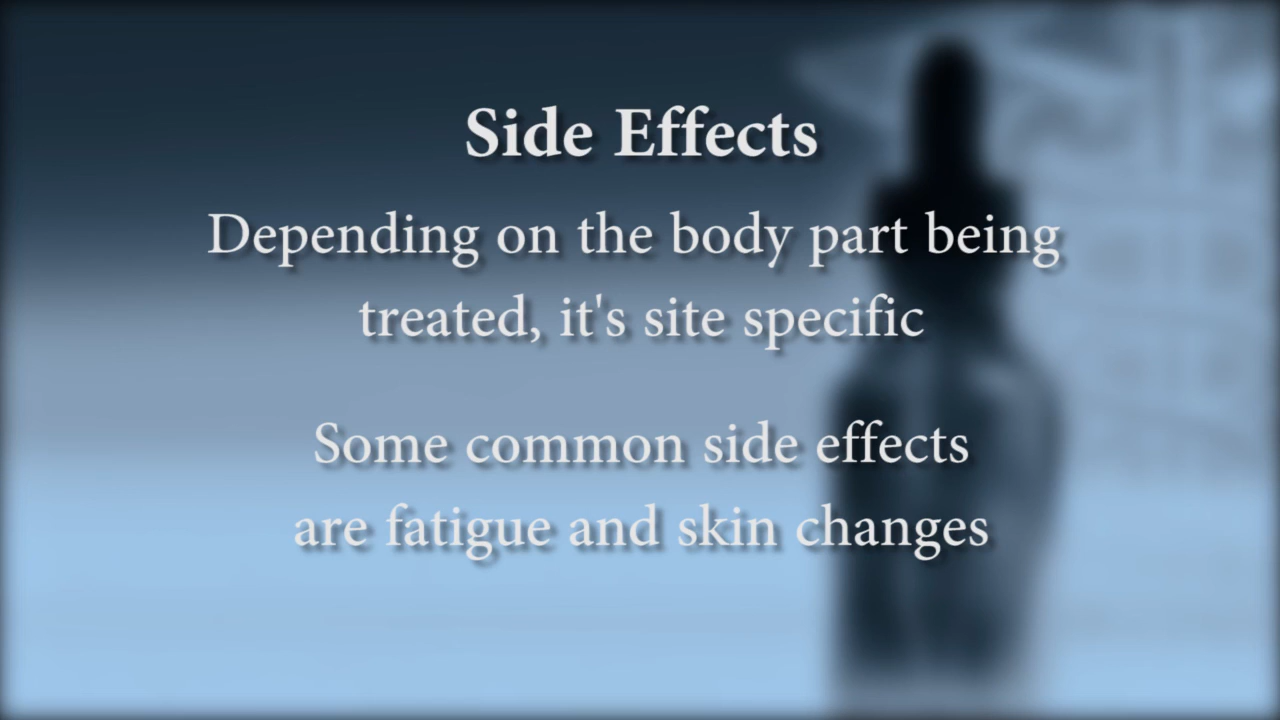 Side Effects
Depending on the body part being
treated, it's site specific
Some common side effects
are fatigue and skin changes